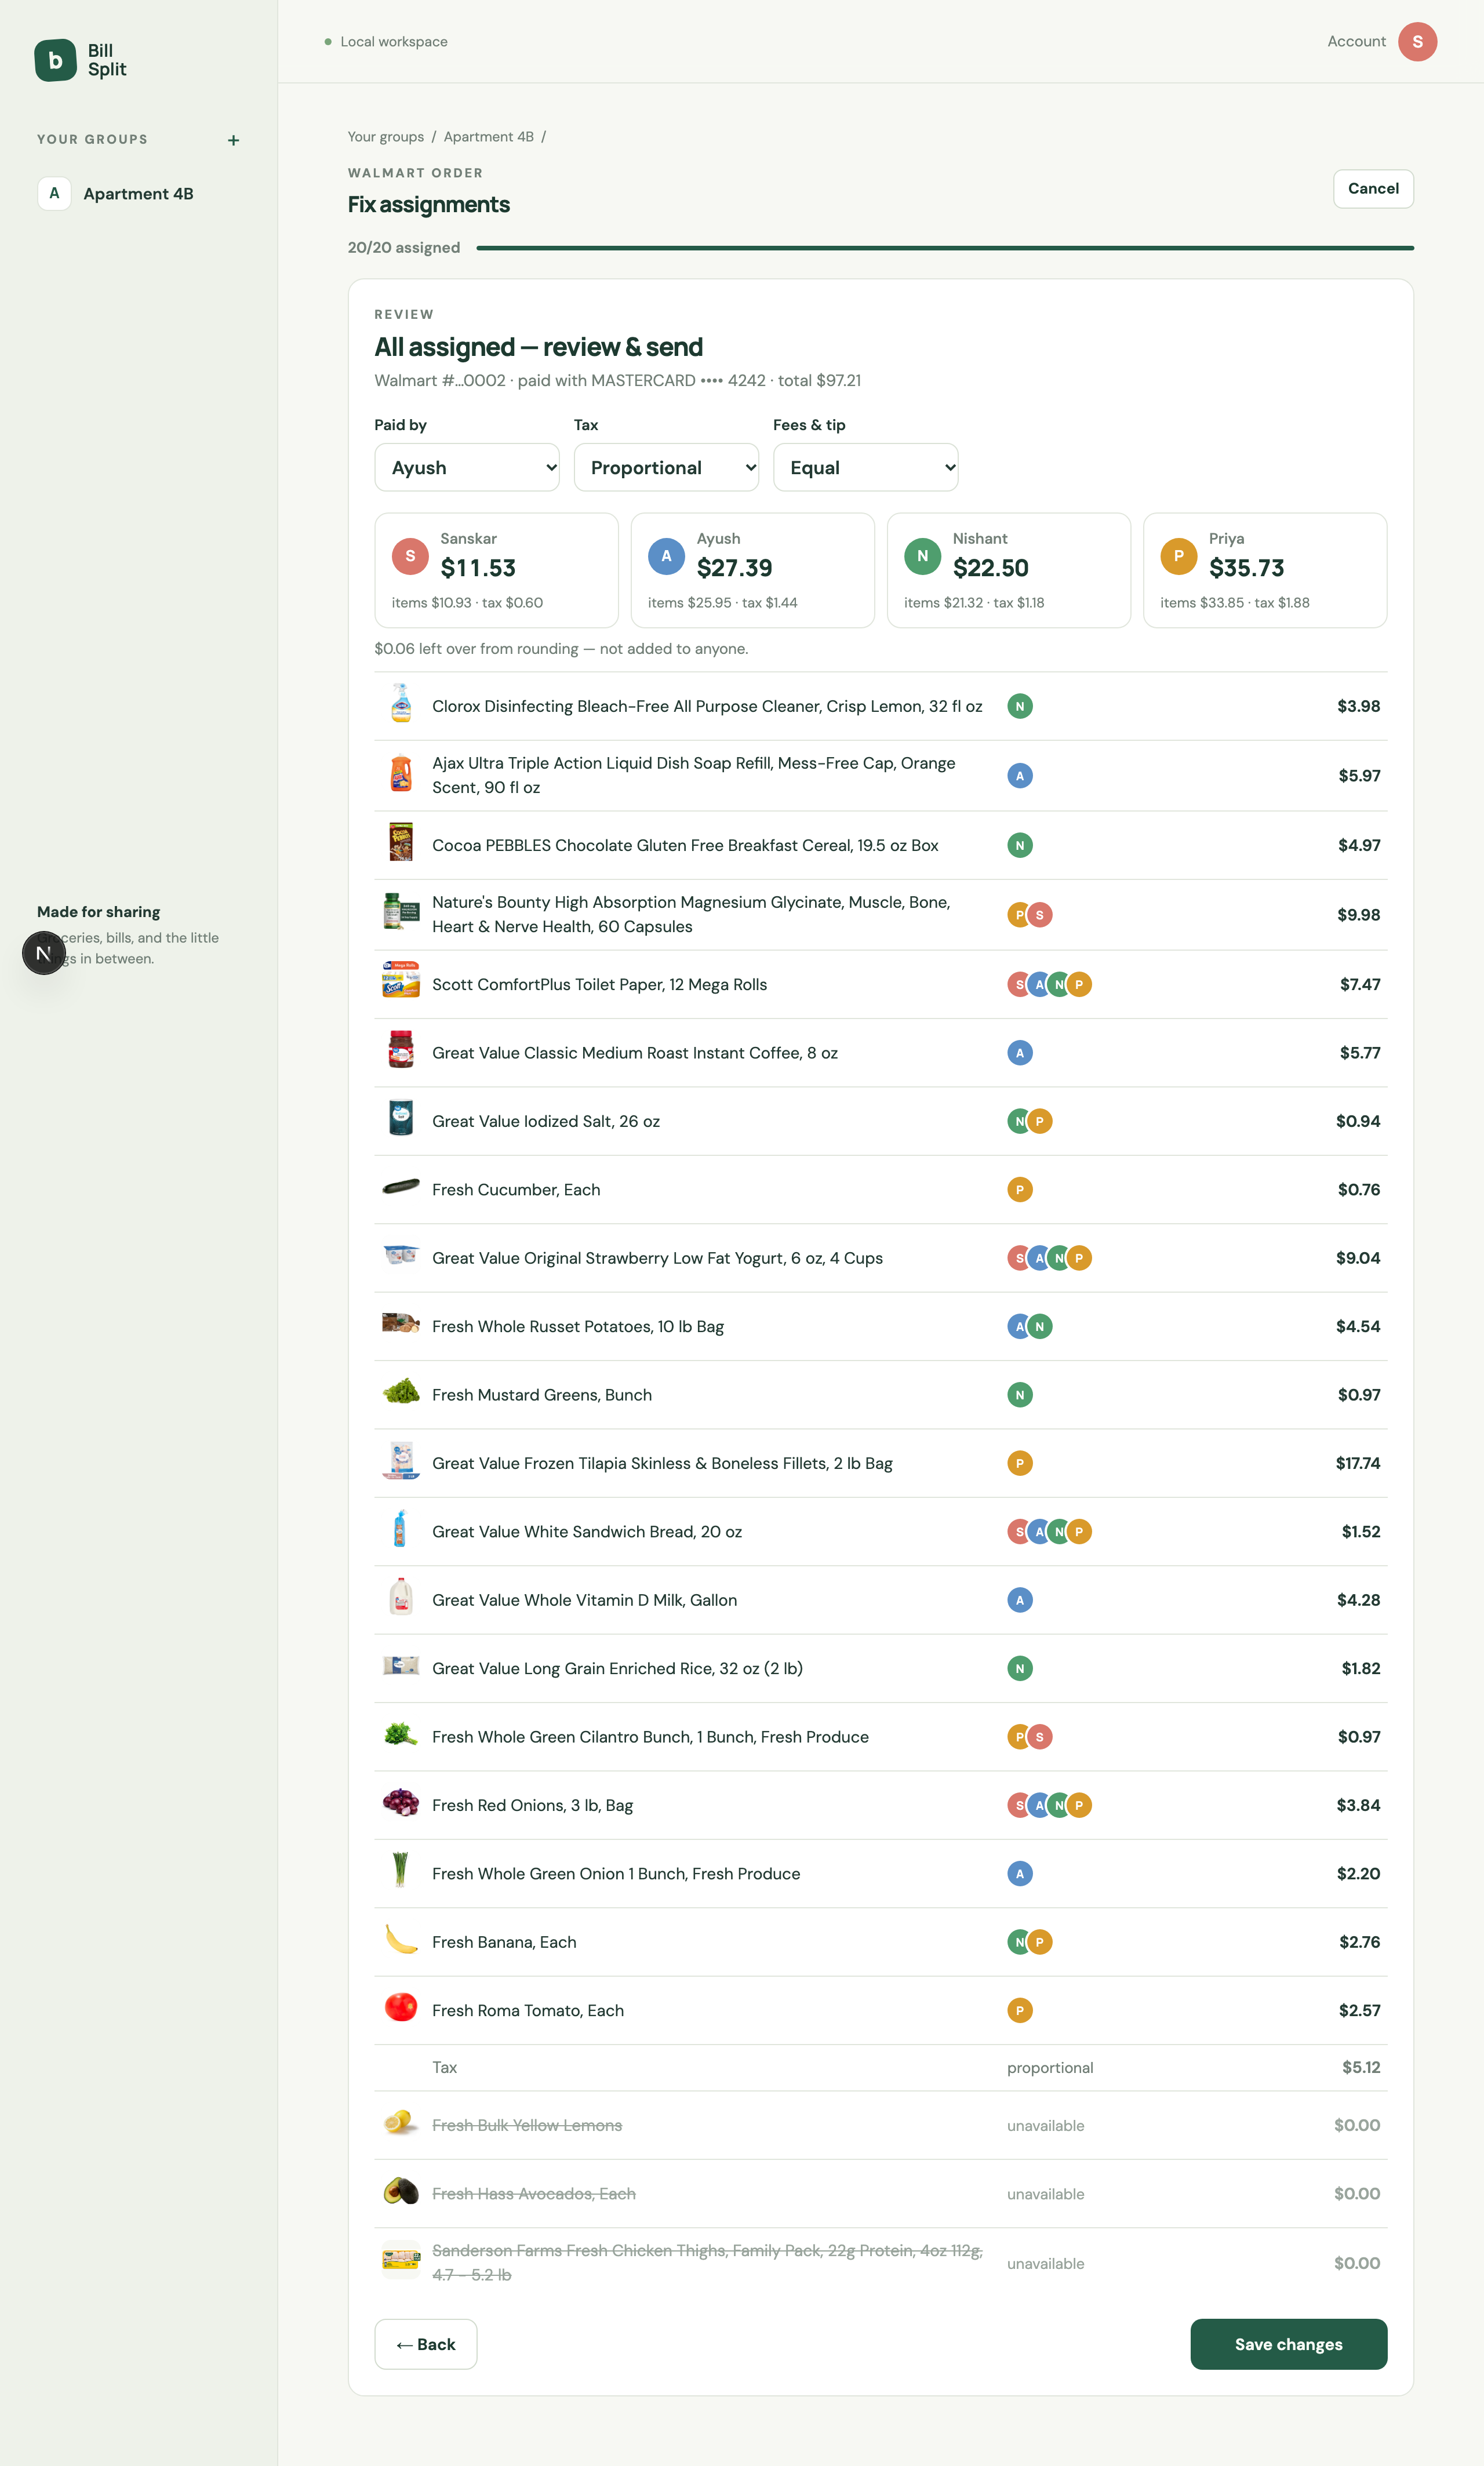 b
Bill
Split
YOUR GROUPS +
A Apartment 4B
Made for sharing
ceries, bills, and the little
gs in between.
N
Local workspace
Account S
Your groups / Apartment 4B /
WALMART ORDER
Fix assignments
Cancel
20/20 assigned
REVIEW
All assigned — review & send
Walmart #…0002 · paid with MASTERCARD •••• 4242 · total $97.21
Paid by Tax Fees & tip
Ayush Proportional Equal
S Sanskar $11.53
items $10.93 · tax $0.60
A Ayush $27.39
items $25.95 · tax $1.44
N Nishant $22.50
items $21.32 · tax $1.18
P Priya $35.73
items $33.85 · tax $1.88
$0.06 left over from rounding — not added to anyone.
Clorox Disinfecting Bleach-Free All Purpose Cleaner, Crisp Lemon, 32 fl oz N $3.98
Ajax Ultra Triple Action Liquid Dish Soap Refill, Mess-Free Cap, Orange
Scent, 90 fl oz A $5.97
Cocoa PEBBLES Chocolate Gluten Free Breakfast Cereal, 19.5 oz Box N $4.97
Nature's Bounty High Absorption Magnesium Glycinate, Muscle, Bone,
Heart & Nerve Health, 60 Capsules P S $9.98
Scott ComfortPlus Toilet Paper, 12 Mega Rolls S A N P $7.47
Great Value Classic Medium Roast Instant Coffee, 8 oz A $5.77
Great Value Iodized Salt, 26 oz N P $0.94
Fresh Cucumber, Each P $0.76
Great Value Original Strawberry Low Fat Yogurt, 6 oz, 4 Cups S A N P $9.04
Fresh Whole Russet Potatoes, 10 lb Bag A N $4.54
Fresh Mustard Greens, Bunch N $0.97
Great Value Frozen Tilapia Skinless & Boneless Fillets, 2 lb Bag P $17.74
Great Value White Sandwich Bread, 20 oz S A N P $1.52
Great Value Whole Vitamin D Milk, Gallon A $4.28
Great Value Long Grain Enriched Rice, 32 oz (2 lb) N $1.82
Fresh Whole Green Cilantro Bunch, 1 Bunch, Fresh Produce P S $0.97
Fresh Red Onions, 3 lb, Bag S A N P $3.84
Fresh Whole Green Onion 1 Bunch, Fresh Produce A $2.20
Fresh Banana, Each N P $2.76
Fresh Roma Tomato, Each P $2.57
Tax proportional $5.12
Fresh Bulk Yellow Lemons unavailable $0.00
Fresh Hass Avocados, Each unavailable $0.00
Sanderson Farms Fresh Chicken Thighs, Family Pack, 22g Protein, 4oz 112g,
4.7 - 5.2 lb unavailable $0.00
← Back
Save changes